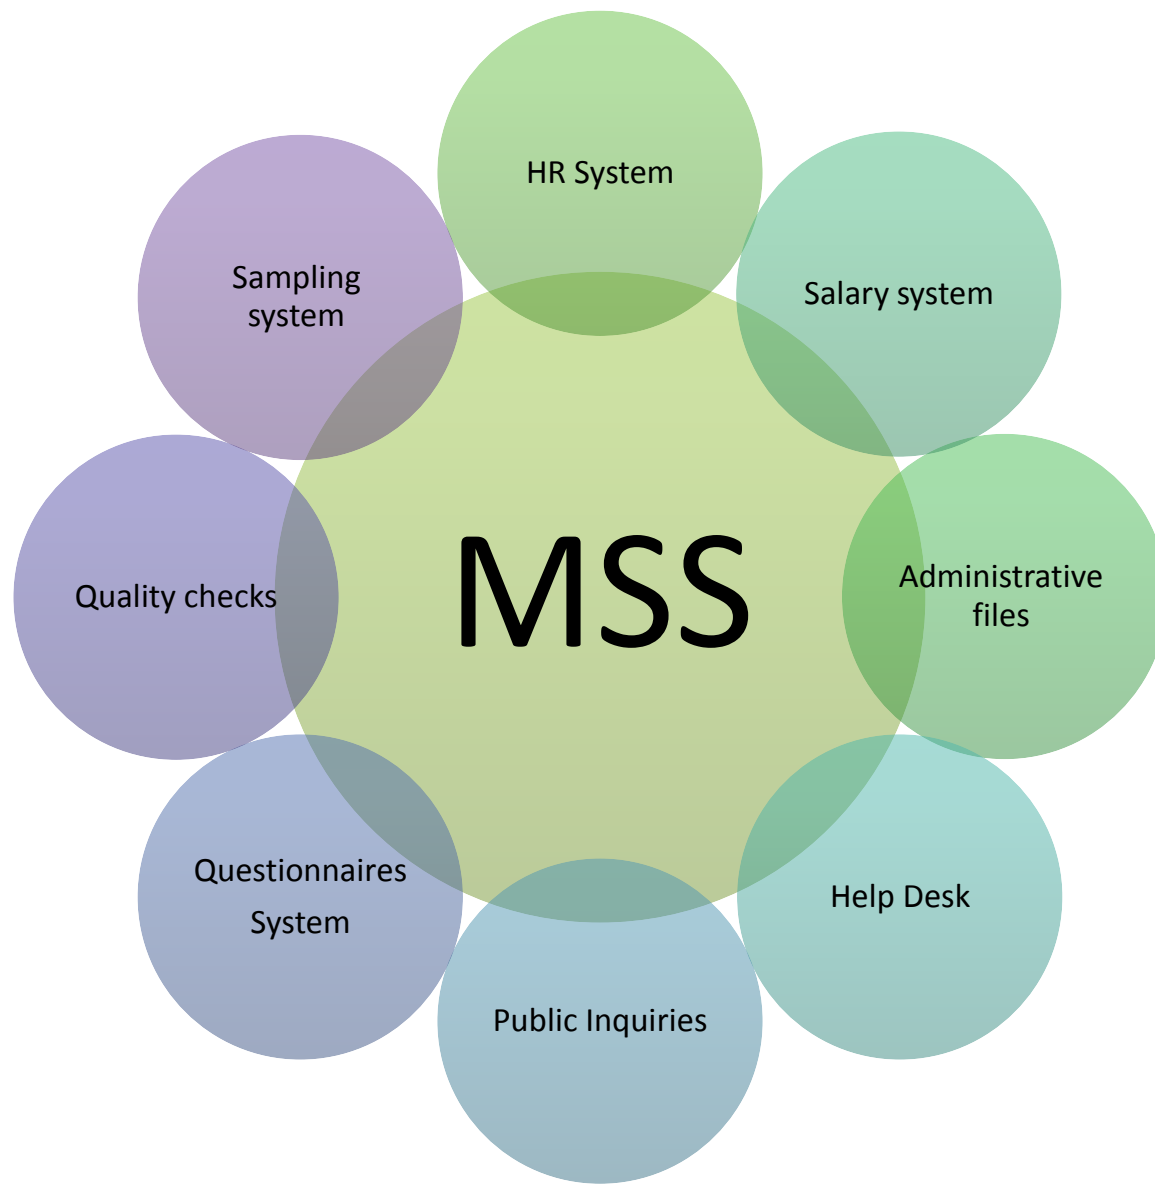 HR System
Salary system
Administrative
files
Help Desk
Public Inquiries
Questionnaires
System
Quality checks
Sampling
system
MSS